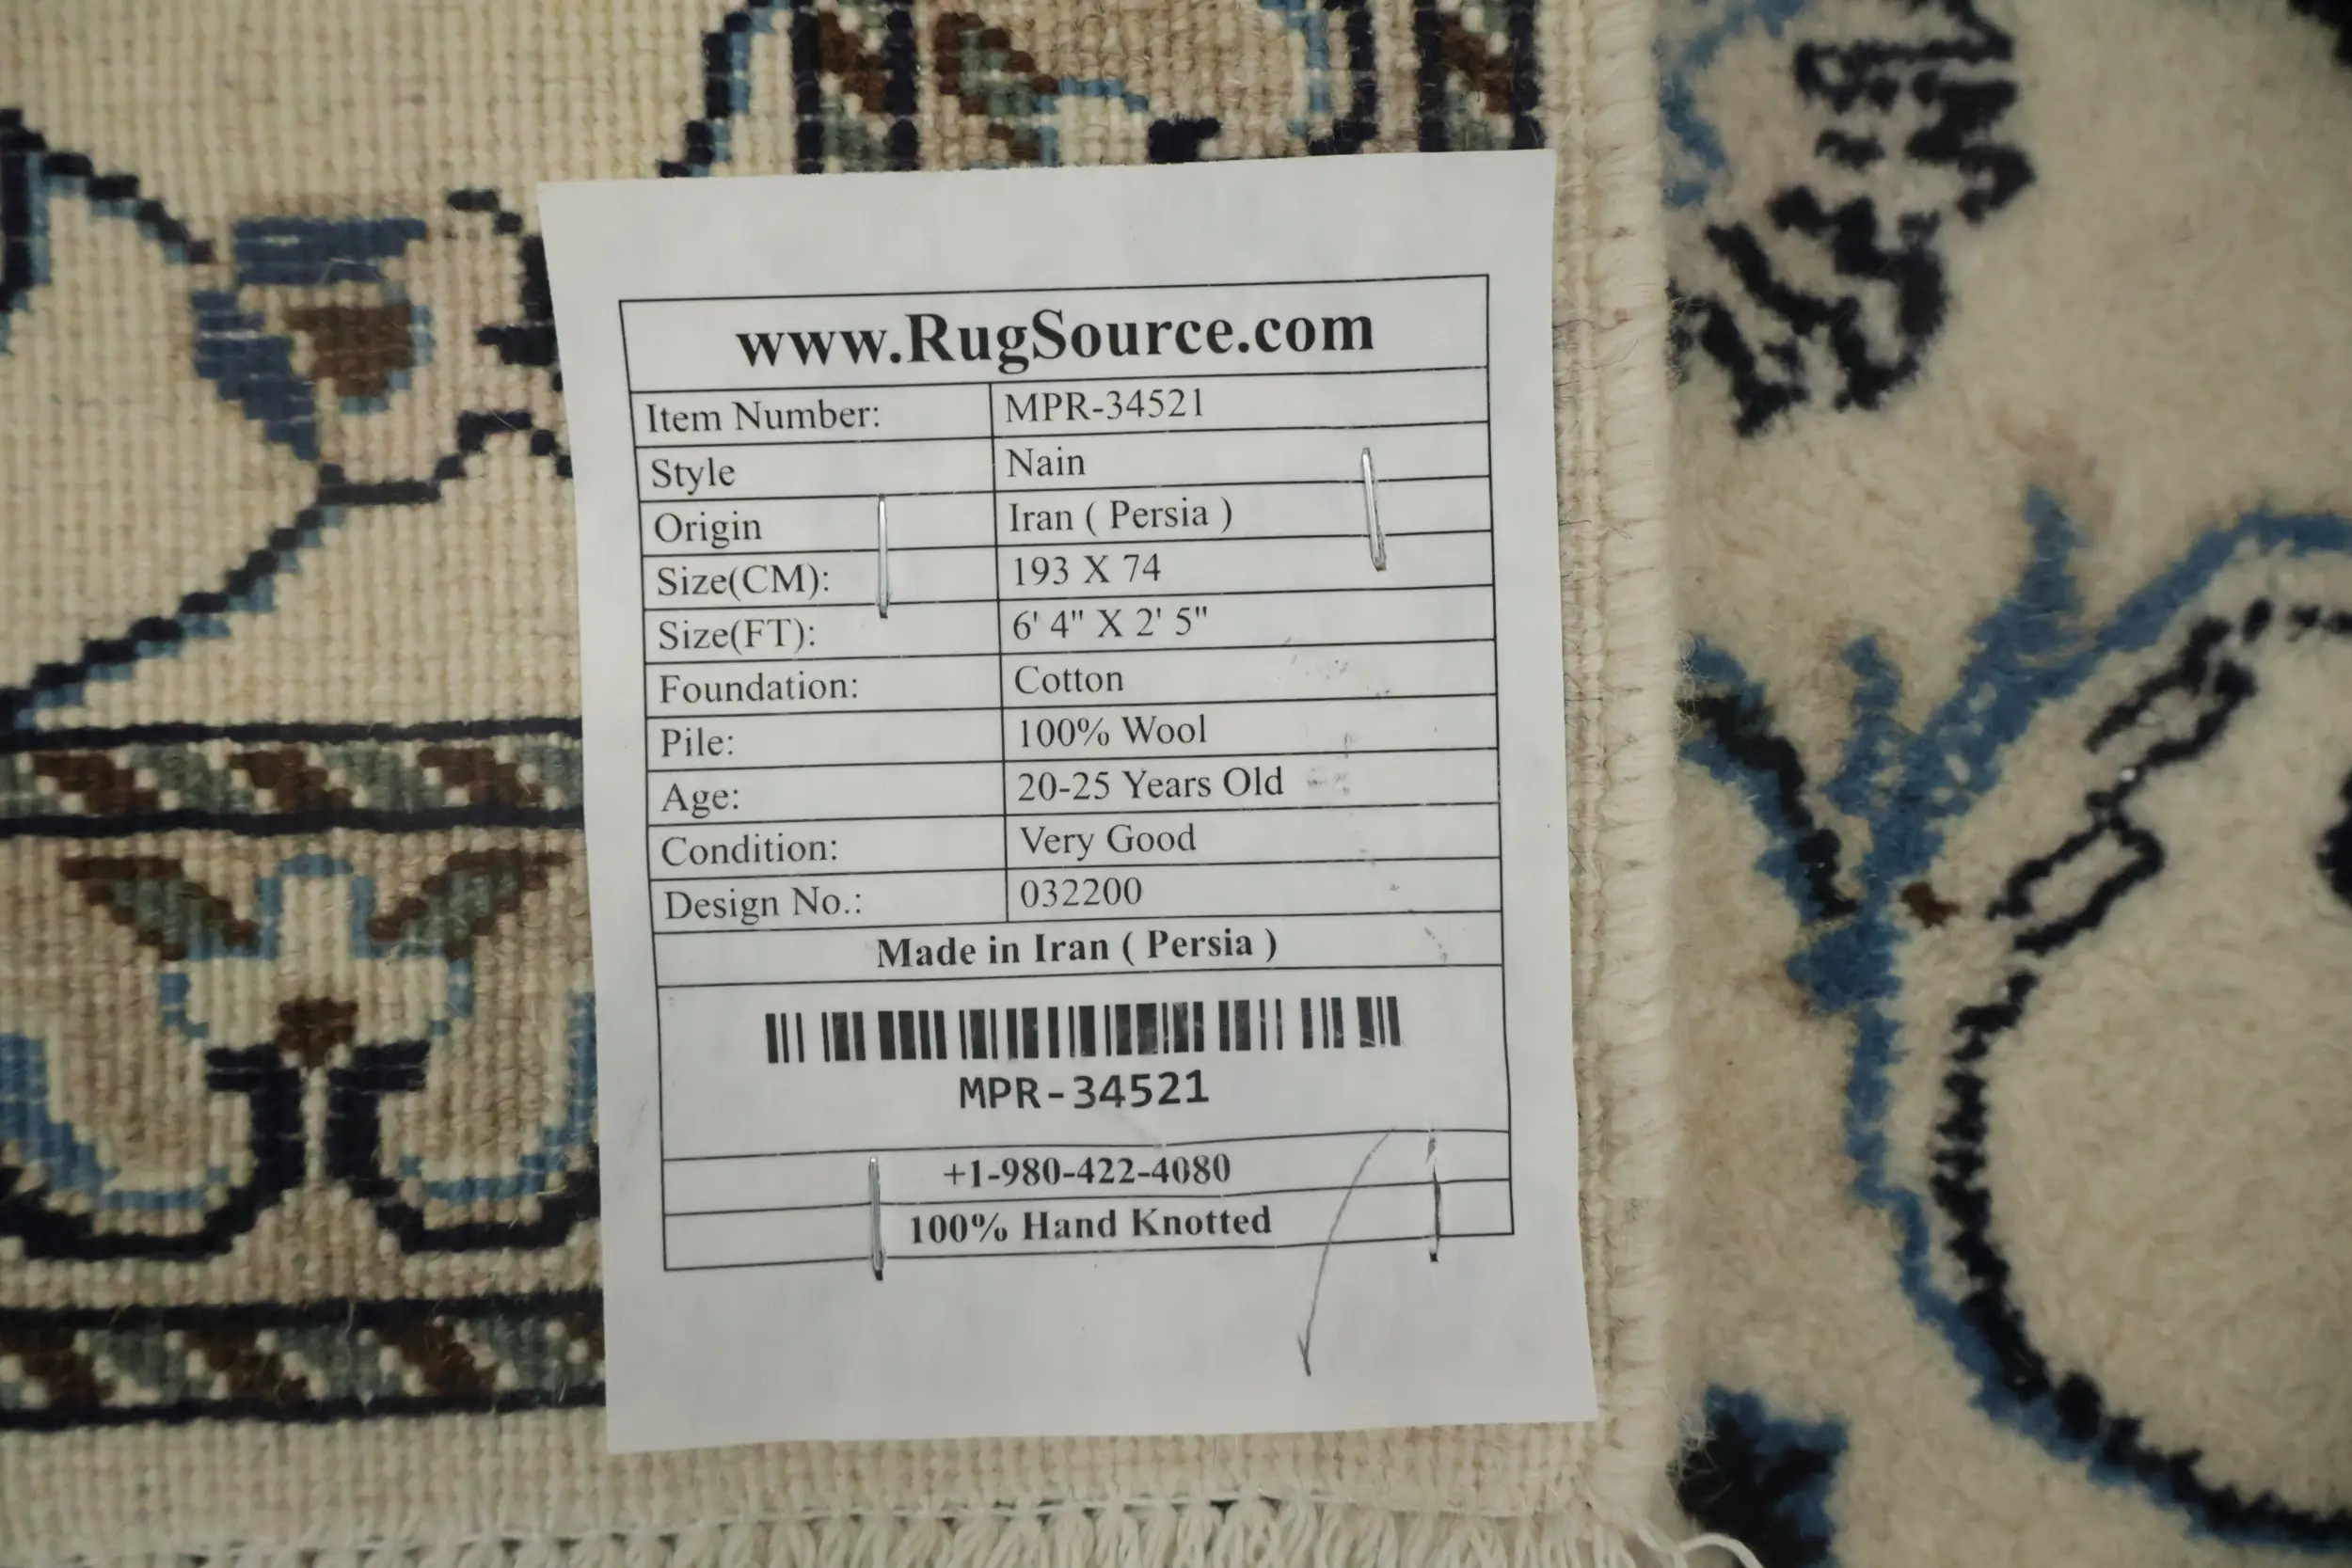 www.RugSource.com
Item Number: MPR-34521
Style Nain
Origin Iran ( Persia )
Size(CM): 193 X 74
Size(FT): 6' 4" X 2' 5"
Foundation: Cotton
Pile: 100% Wool
Age: 20-25 Years Old
Condition: Very Good
Design No.: 032200
Made in Iran ( Persia )
MPR-34521
+1-980-422-4080
100% Hand Knotted